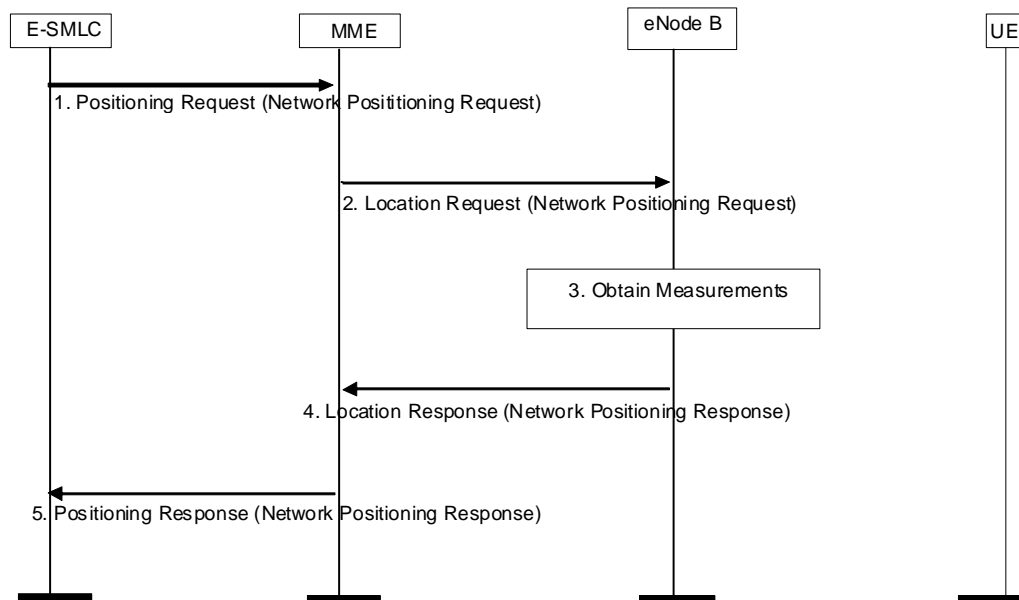 E-SMLC
MME
eNode B
UE
1. Positioning Request (Network Posititioning Request)
2. Location Request (Network Positioning Request)
3. Obtain Measurements
4. Location Response (Network Positioning Response)
5. Positioning Response (Network Positioning Response)